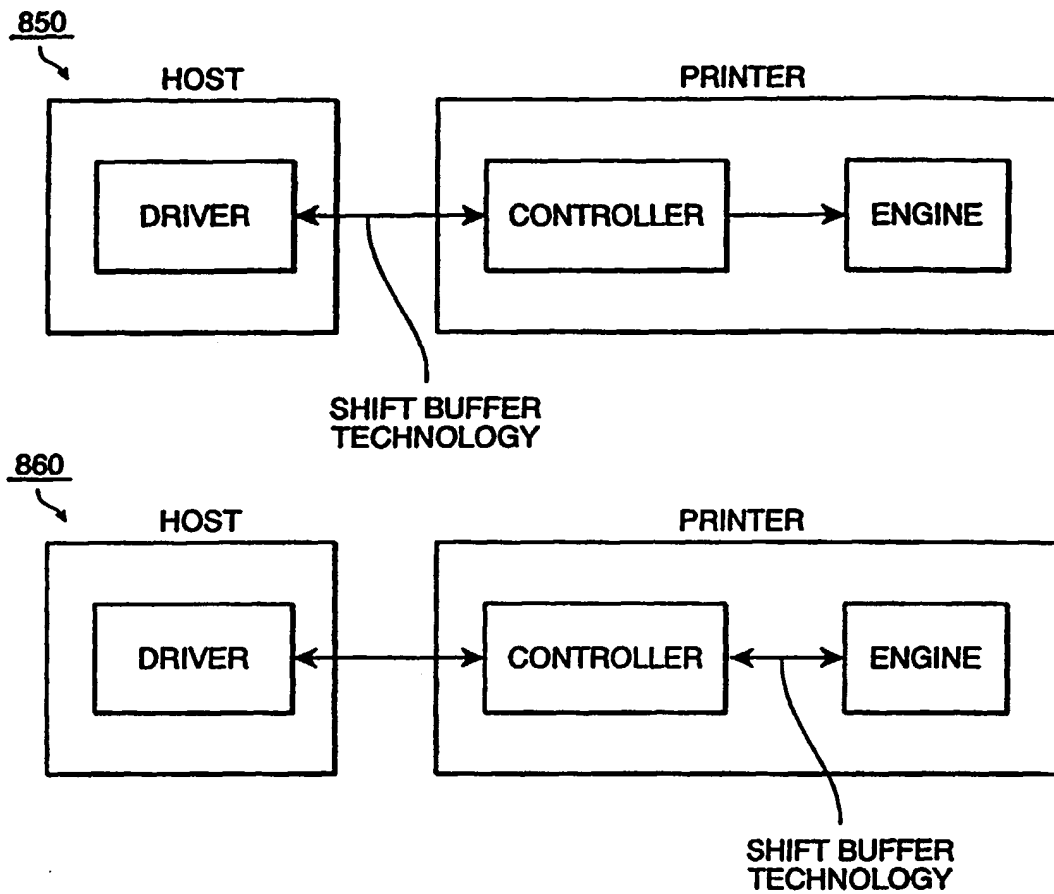 850
HOST
PRINTER
DRIVER
CONTROLLER
ENGINE
SHIFT BUFFER
TECHNOLOGY
860
HOST
PRINTER
DRIVER
CONTROLLER
ENGINE
SHIFT BUFFER
TECHNOLOGY